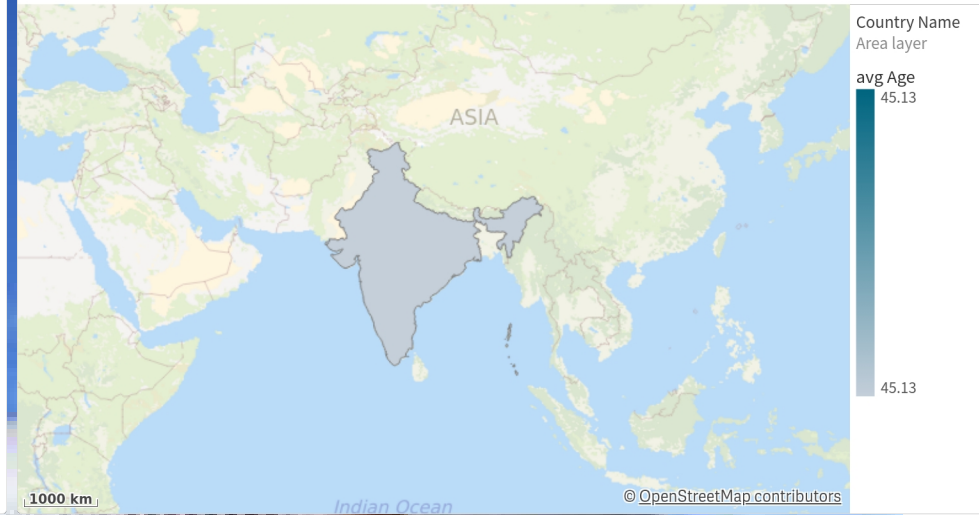 Country Name
Area layer
avg Age
45.13
45.13
ASIA
1000 km
Indian Ocean
© OpenStreetMap contributors